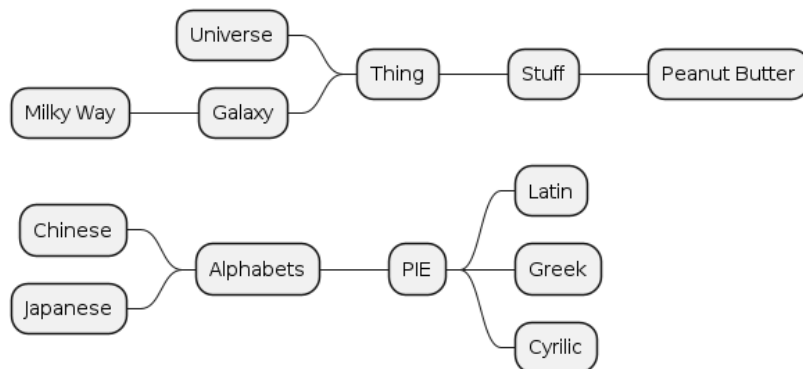 Universe
Thing
Stuff
Peanut Butter
Milky Way
Galaxy
Latin
Chinese
Alphabets
PIE
Greek
Japanese
Cyrilic